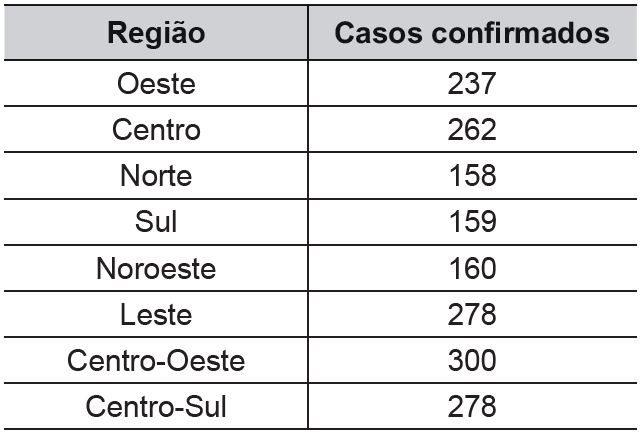 Região Casos confirmados
Oeste 237
Centro 262
Norte 158
Sul 159
Noroeste 160
Leste 278
Centro-Oeste 300
Centro-Sul 278